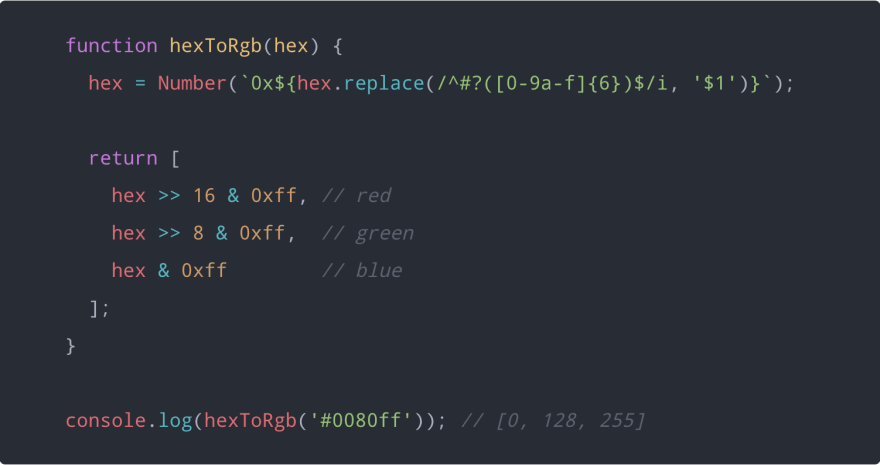 function hexToRgb(hex) {
  hex = Number(`0x${hex.replace(/^#?([0-9a-f]{6})$/i, '$1')}`);

  return [
    hex >> 16 & 0xff, // red
    hex >> 8 & 0xff,  // green
    hex & 0xff        // blue
  ];
}

console.log(hexToRgb('#0080ff')); // [0, 128, 255]